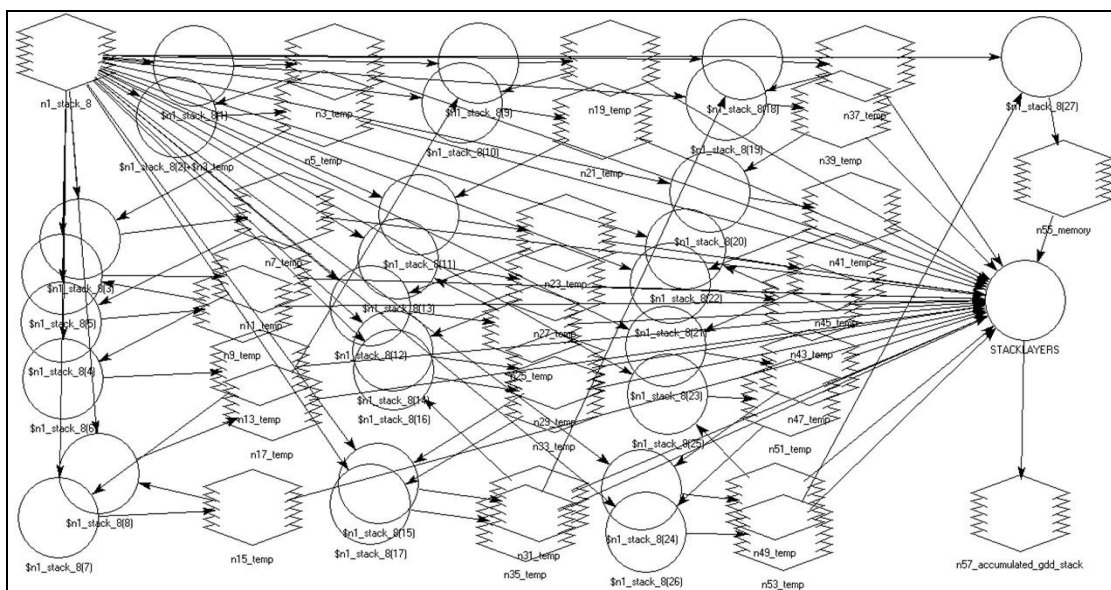 n1_stack_8
$n1_stack_8(1)
n3_temp
$n1_stack_8(9)
n19_temp
$n1_stack_8(18)
n37_temp
$n1_stack_8(27)
$n1_stack_8(2)+$n3_temp
n5_temp
$n1_stack_8(10)
n21_temp
$n1_stack_8(19)
n39_temp
n55_memory
$n1_stack_8(3)
n7_temp
$n1_stack_8(11)
n23_temp
$n1_stack_8(20)
n41_temp
$n1_stack_8(5)
n11_temp
$n1_stack_8(13)
n27_temp
$n1_stack_8(22)
n45_temp
$n1_stack_8(4)
n9_temp
$n1_stack_8(12)
n25_temp
$n1_stack_8(21)
n43_temp
STACKLAYERS
$n1_stack_8(6)
n13_temp
$n1_stack_8(14)
n29_temp
$n1_stack_8(23)
n47_temp
$n1_stack_8(16)
n33_temp
$n1_stack_8(25)
n51_temp
n17_temp
$n1_stack_8(8)
$n1_stack_8(15)
n31_temp
$n1_stack_8(24)
n49_temp
$n1_stack_8(7)
n15_temp
$n1_stack_8(17)
n35_temp
$n1_stack_8(26)
n53_temp
n57_accumulated_gdd_stack